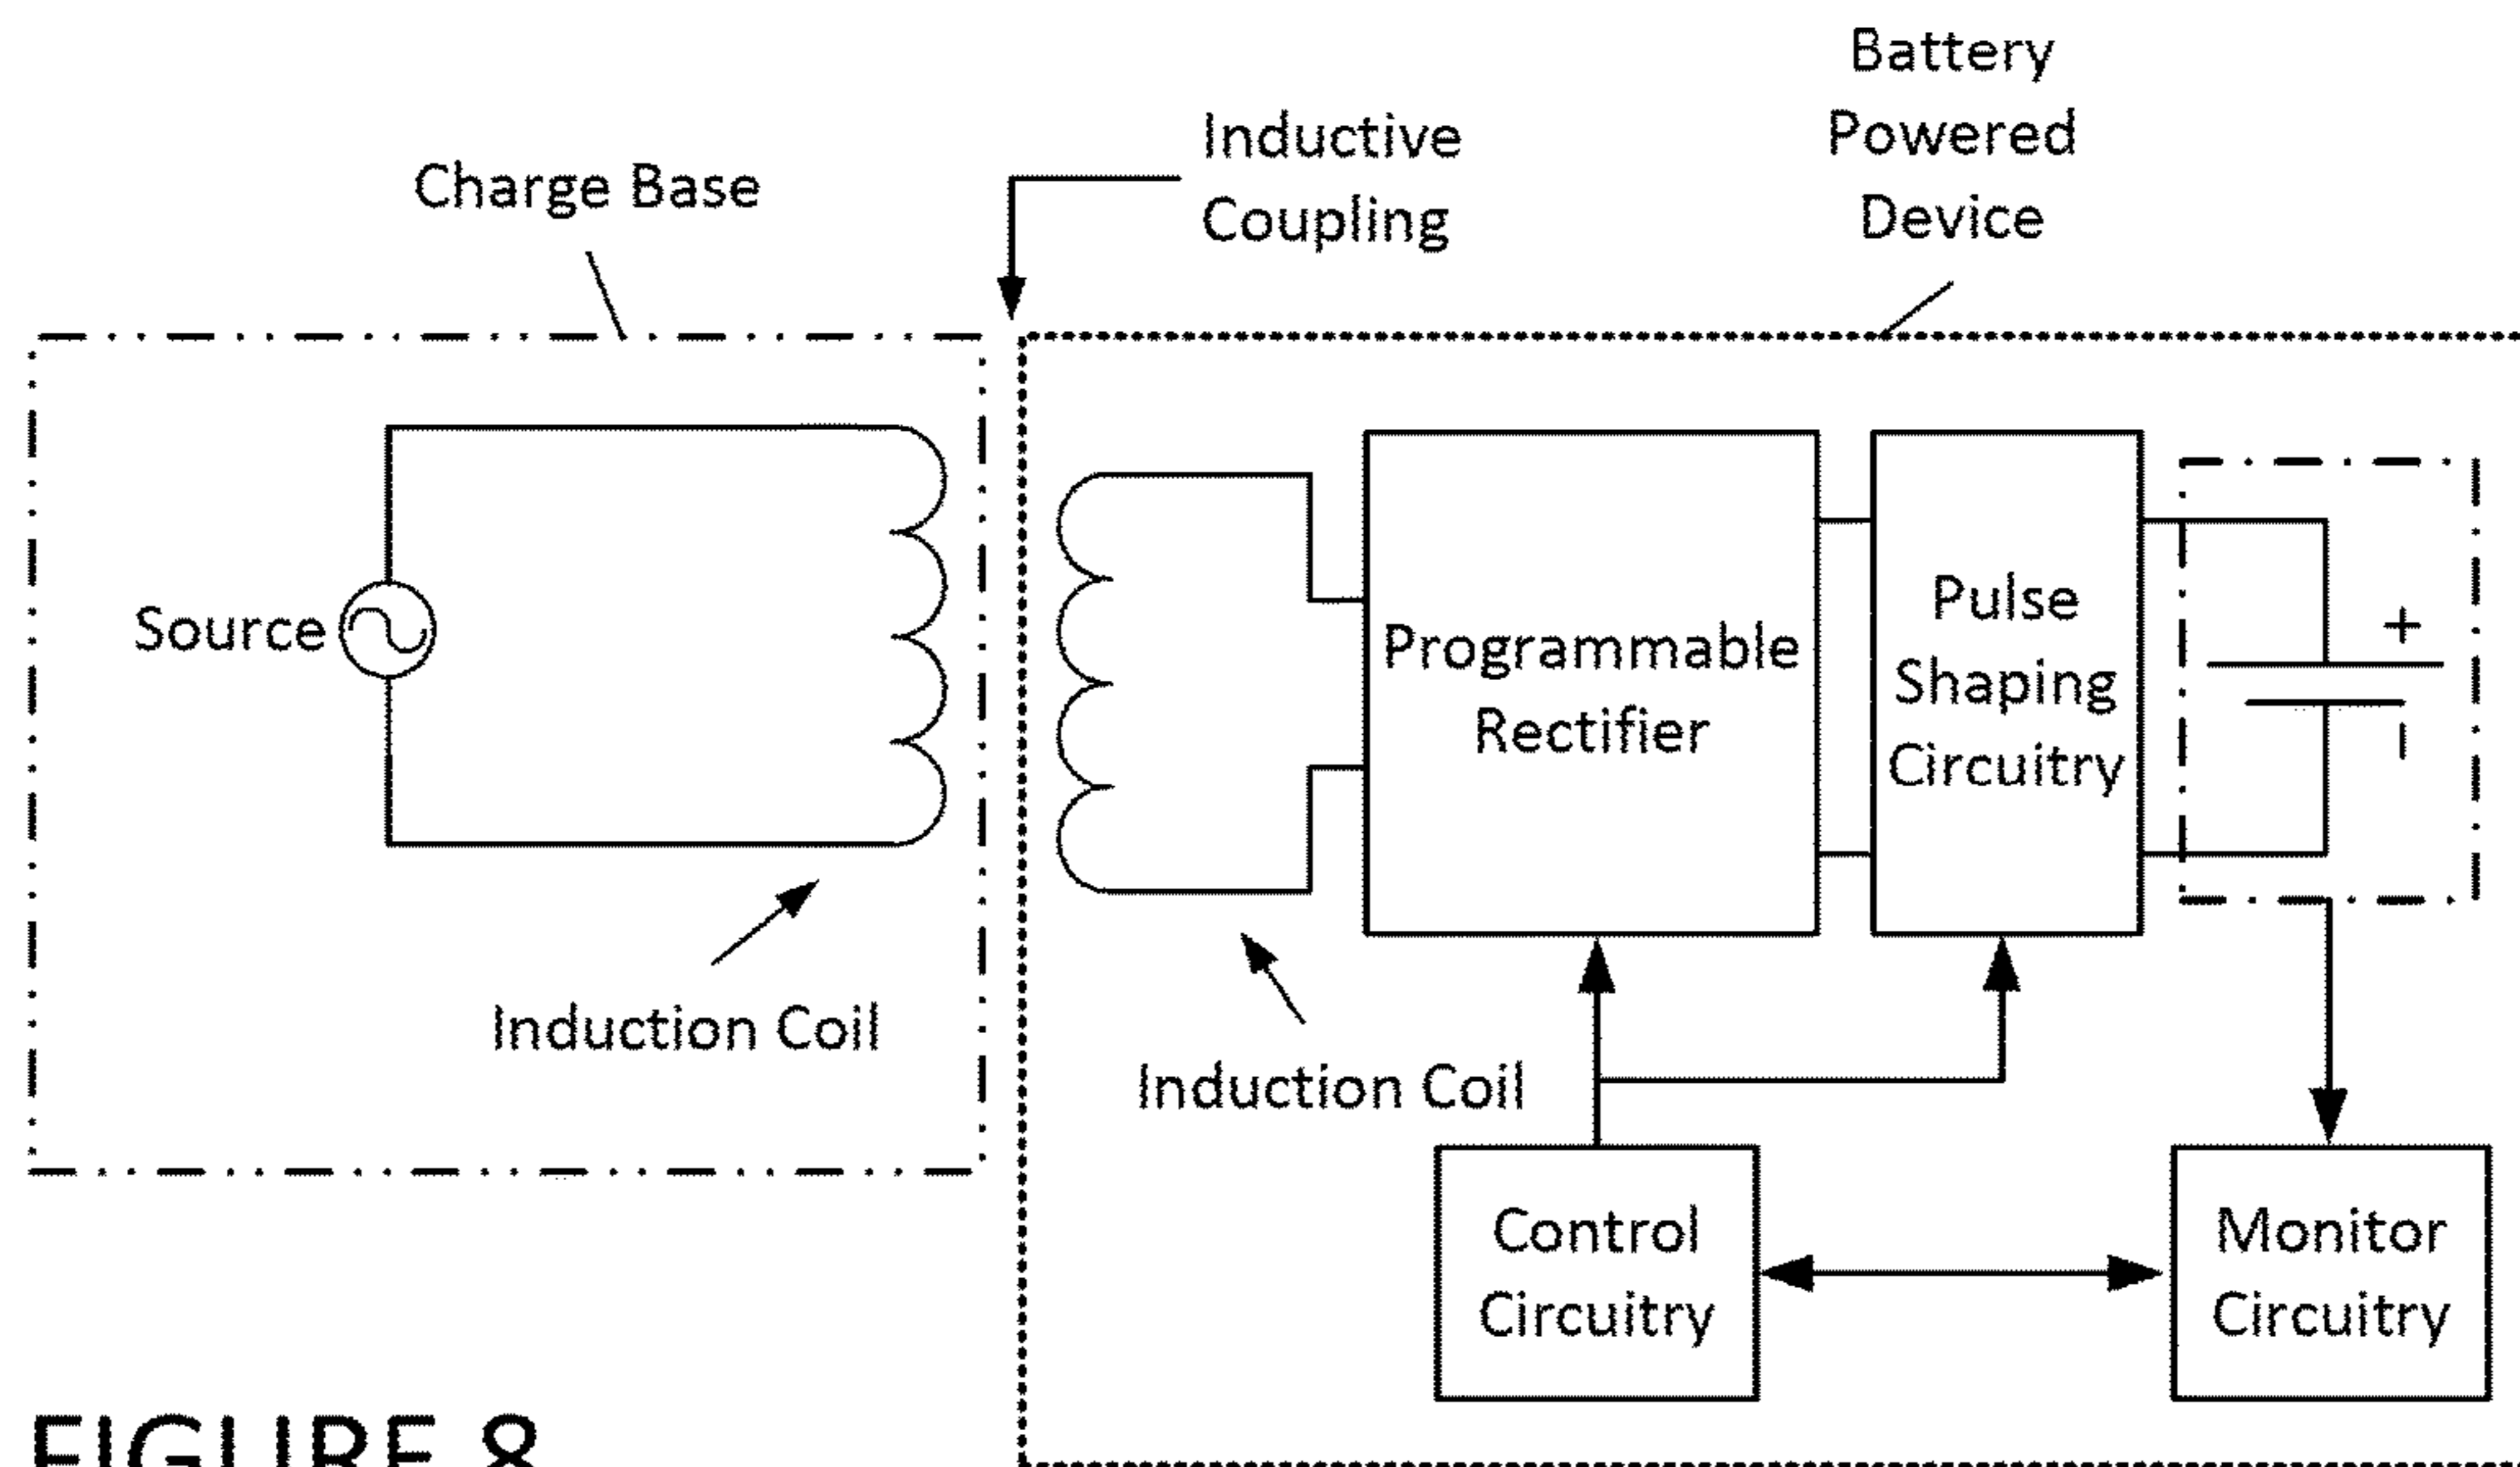 Battery
Powered
Device
Inductive
Coupling
Charge Base
Source
Programmable
Rectifier
Pulse
Shaping
Circuitry
+
–
Induction Coil
Induction Coil
Control
Circuitry
Monitor
Circuitry
FIGURE 8